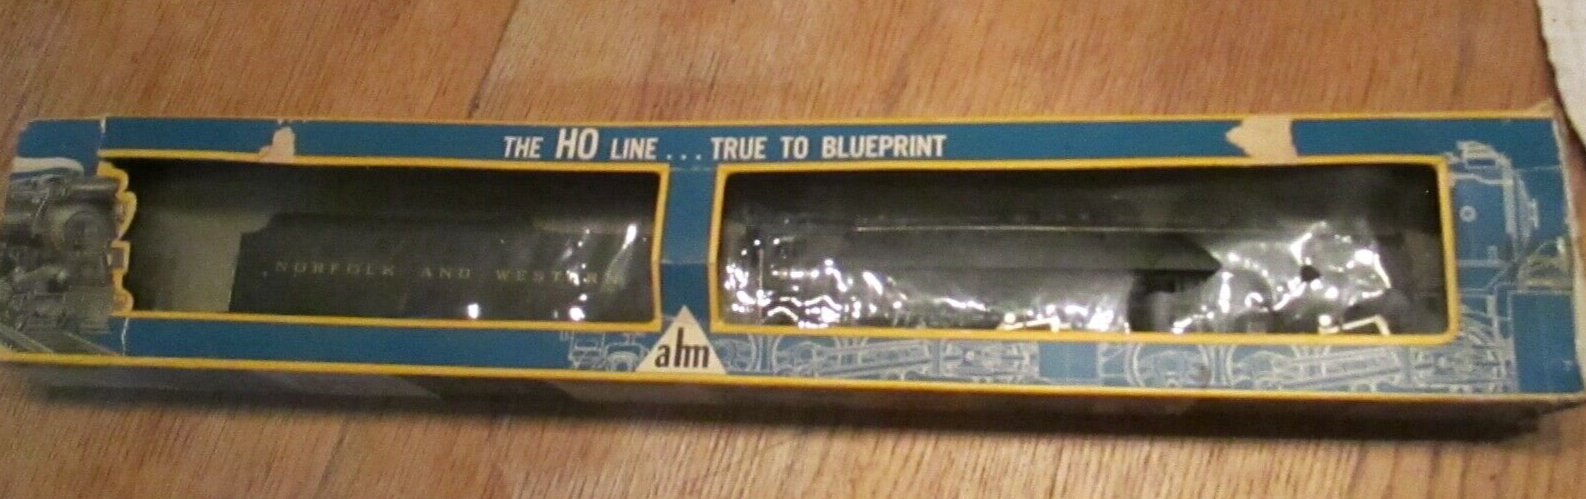 THE HO LINE... TRUE TO BLUEPRINT
NORFOLK AND WESTERN
ahm